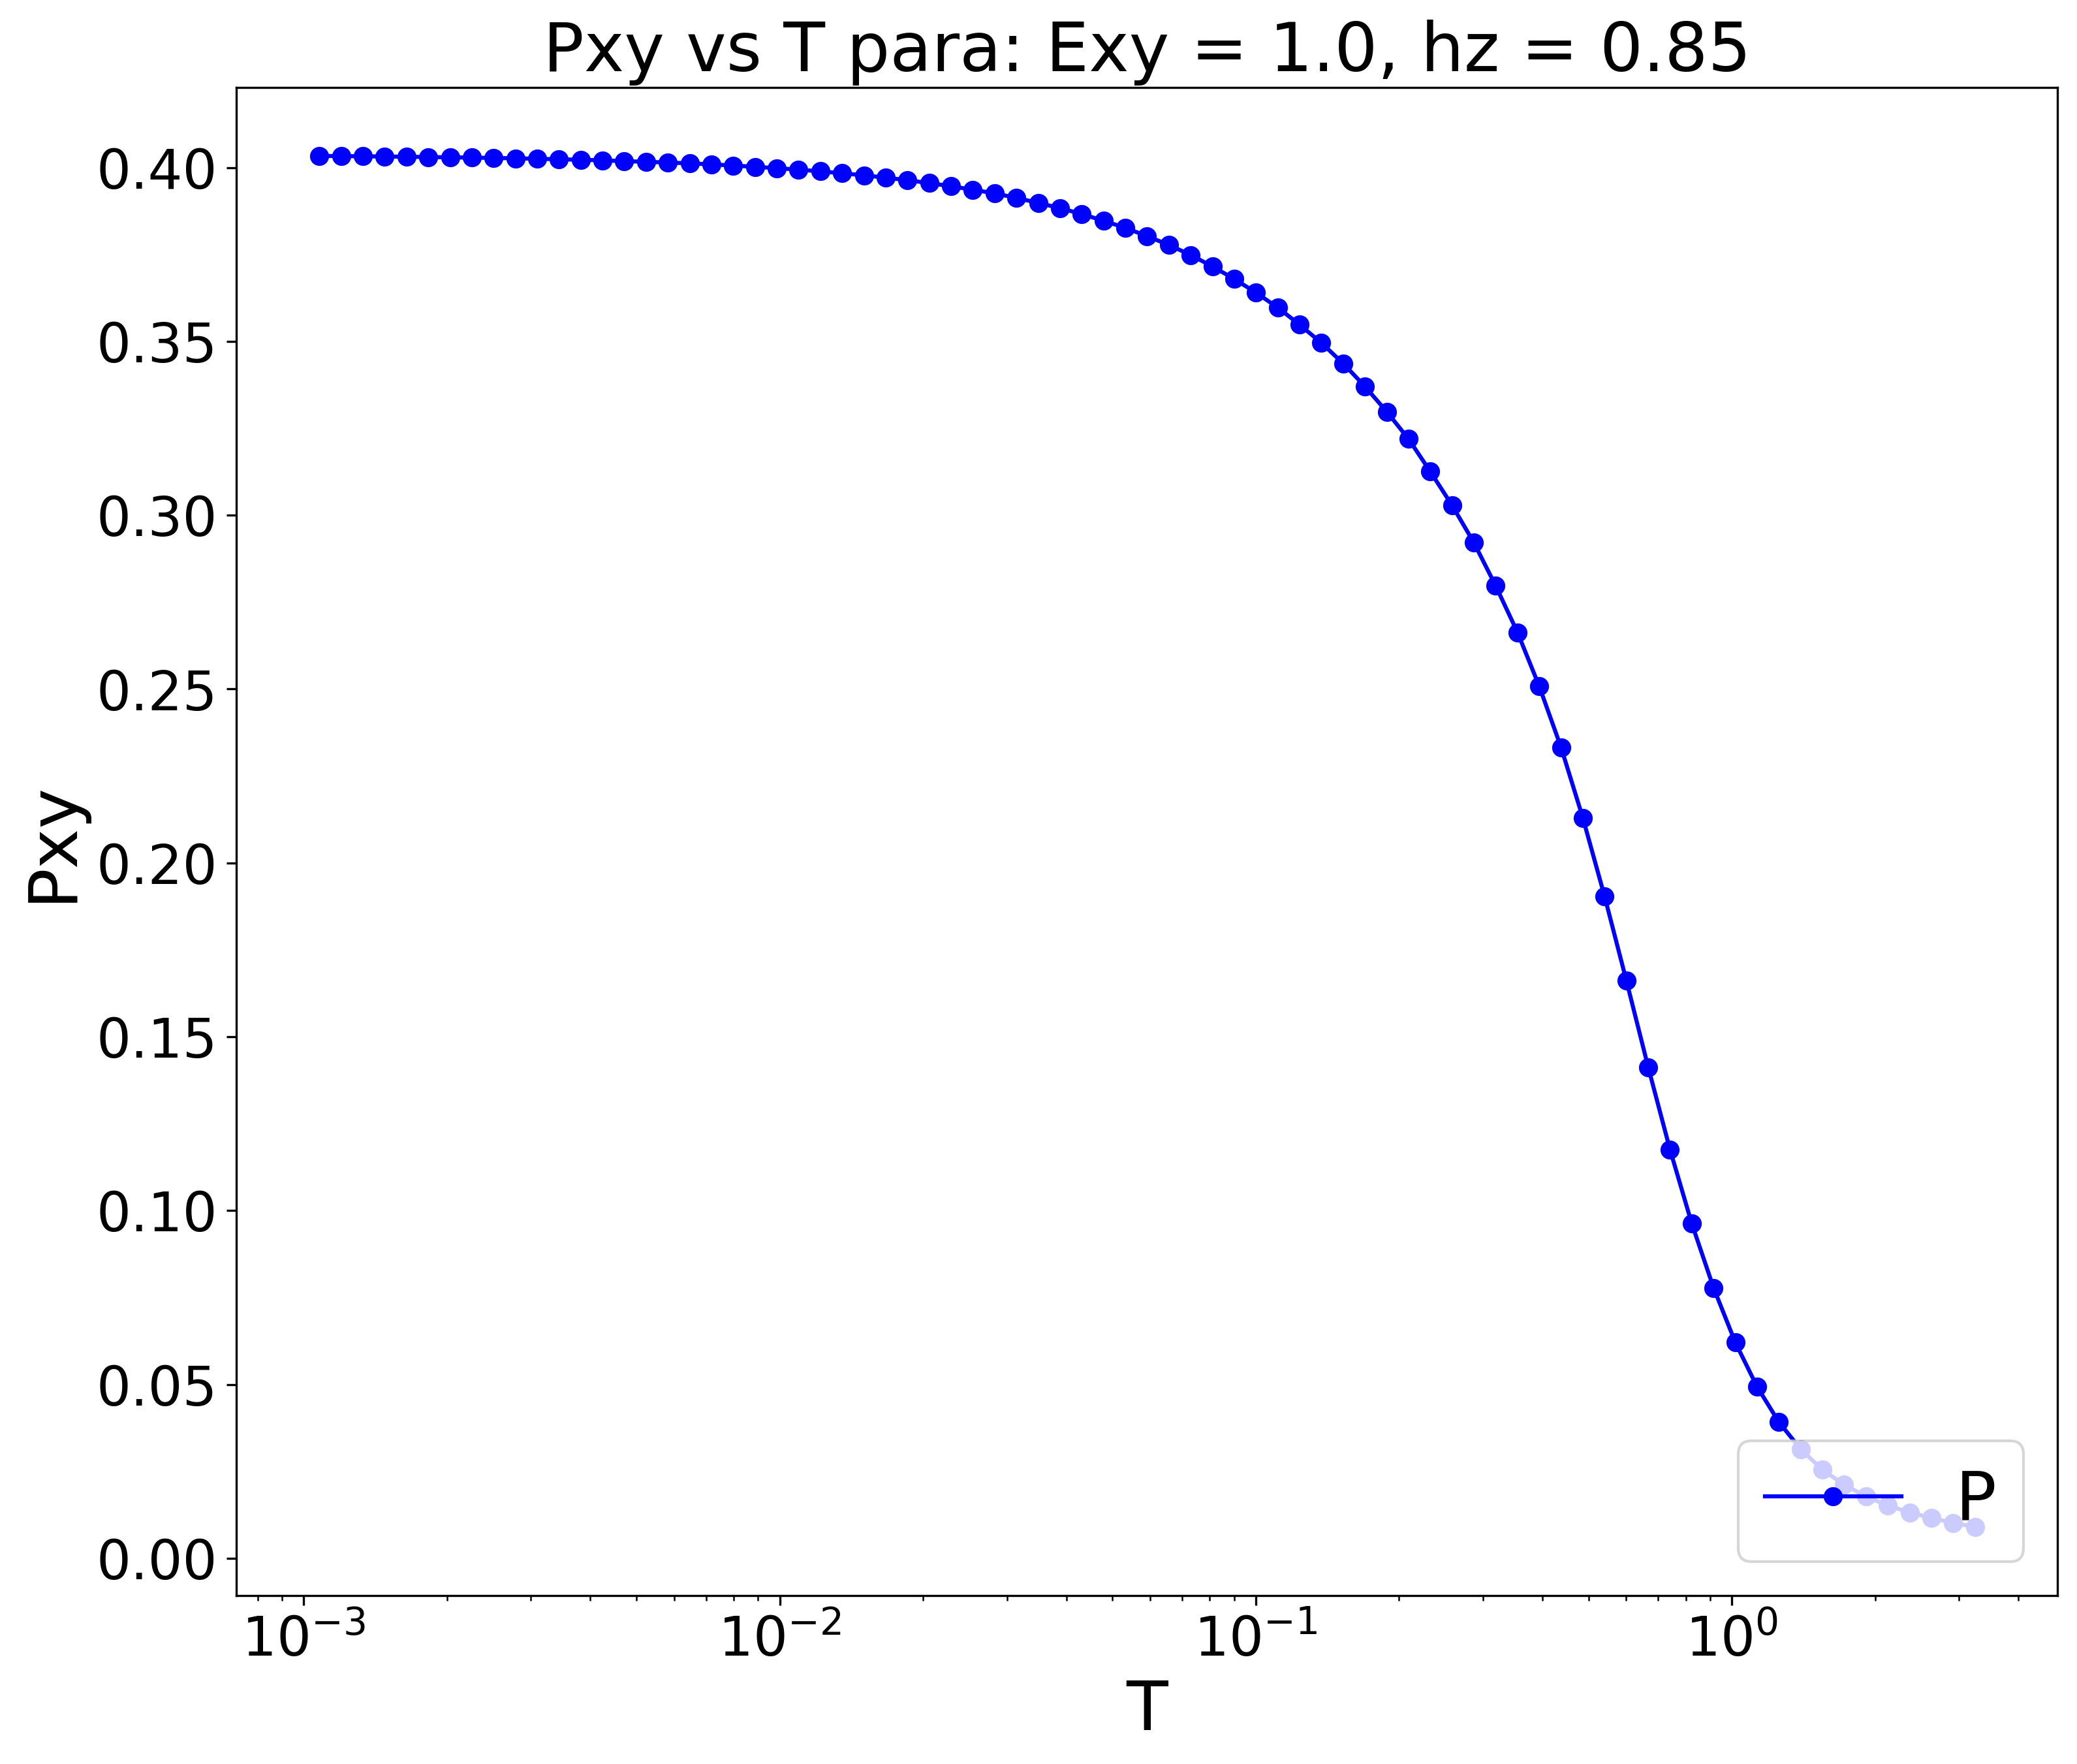 Pxy vs T para: Exy = 1.0, hz = 0.85
Pxy
0.40
0.35
0.30
0.25
0.20
0.15
0.10
0.05
0.00
P
10⁻³ 10⁻² 10⁻¹ 10⁰
T